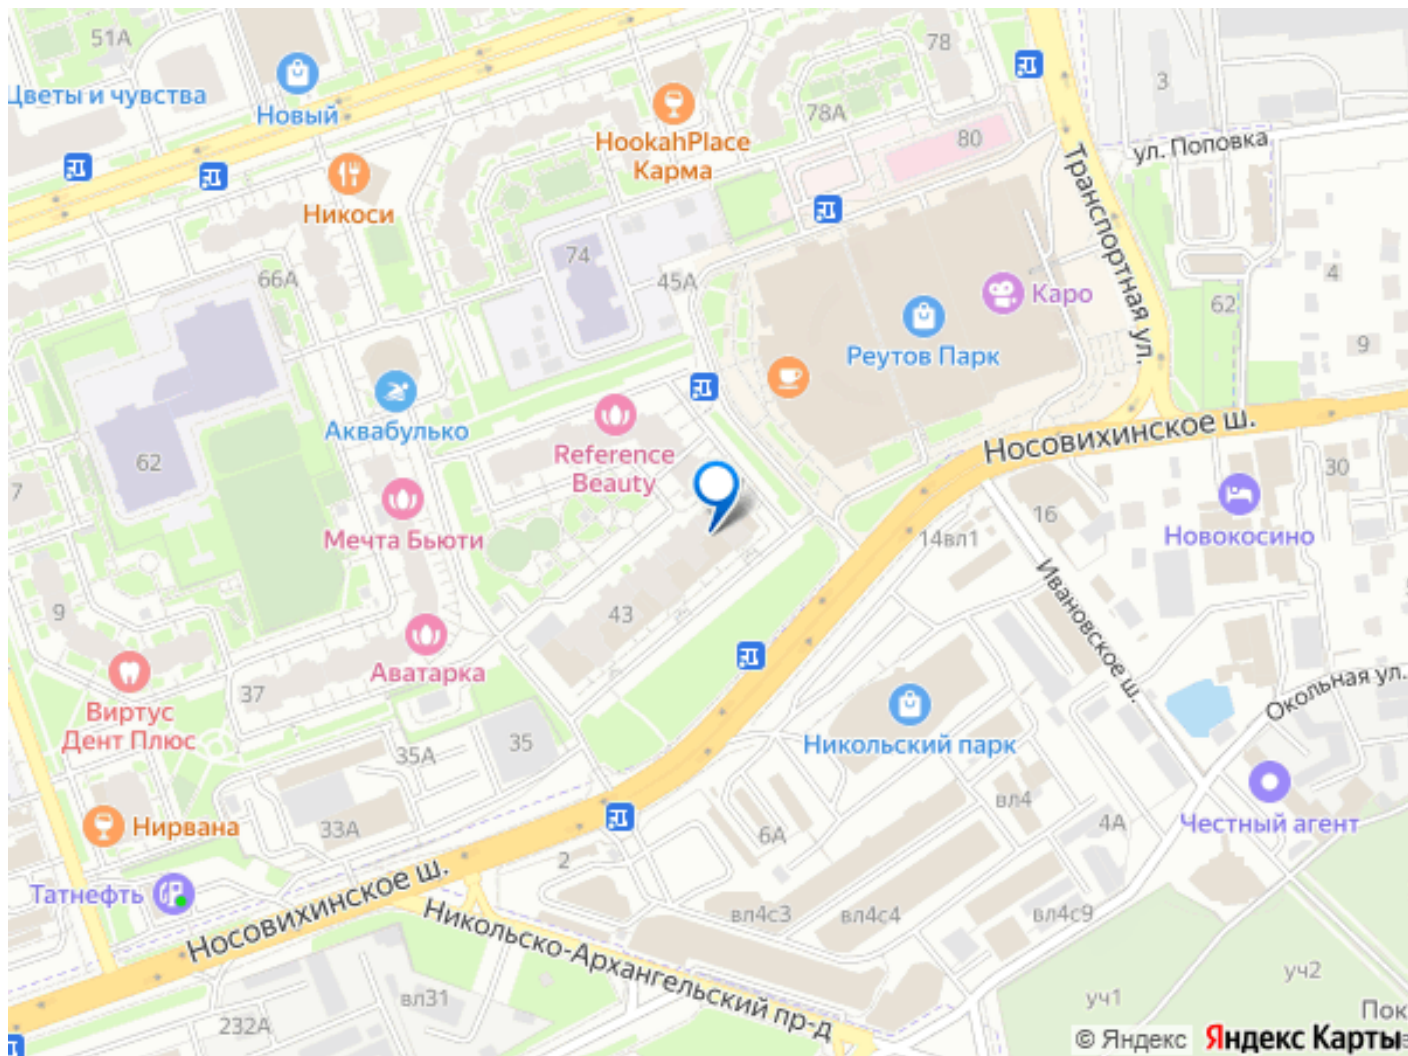 51А
Цветы и чувства
Новый
78
3
HookahPlace
Карма
78А
80
ул. Поповка
Транспортная ул.
Никоси
74
66А
45А
4
62
9
Каро
Реутов Парк
Аквабулько
Reference
Beauty
Носовихинское ш.
62
7
30
16
Новокосино
14вл1
Мечта Бьюти
Ивановское ш.
9
43
Аватарка
37
Виртус
Дент Плюс
Окольная ул.
Никольский парк
35
35А
вл4
Честный агент
4А
6А
33А
Нирвана
2
Татнефть
Носовихинское ш.
вл4с3
вл4с4
вл4с9
Никольско-Архангельский пр-д
уч2
уч1
вл31
232А
Пок
© Яндекс
Яндекс Карты